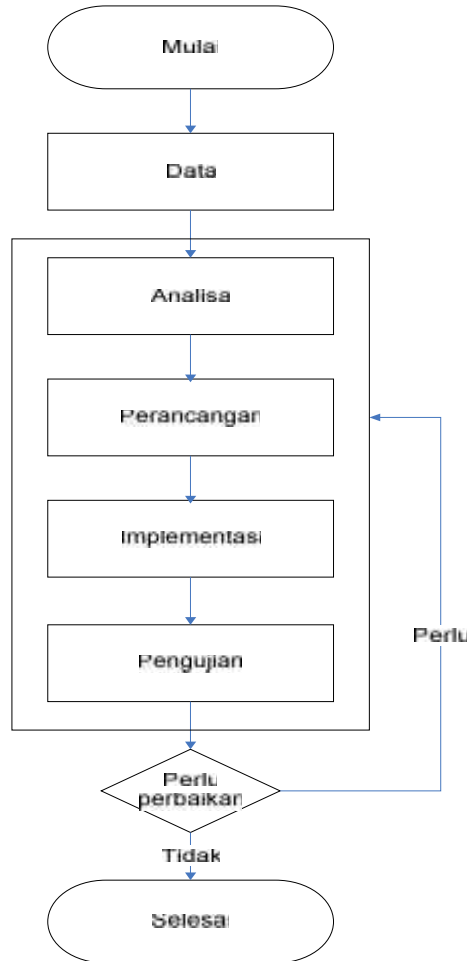 Mulai
Data
Analisa
Perancangan
Implementasi
Pengujian
Perlu
Perlu
perbaikan
Tidak
Selesai